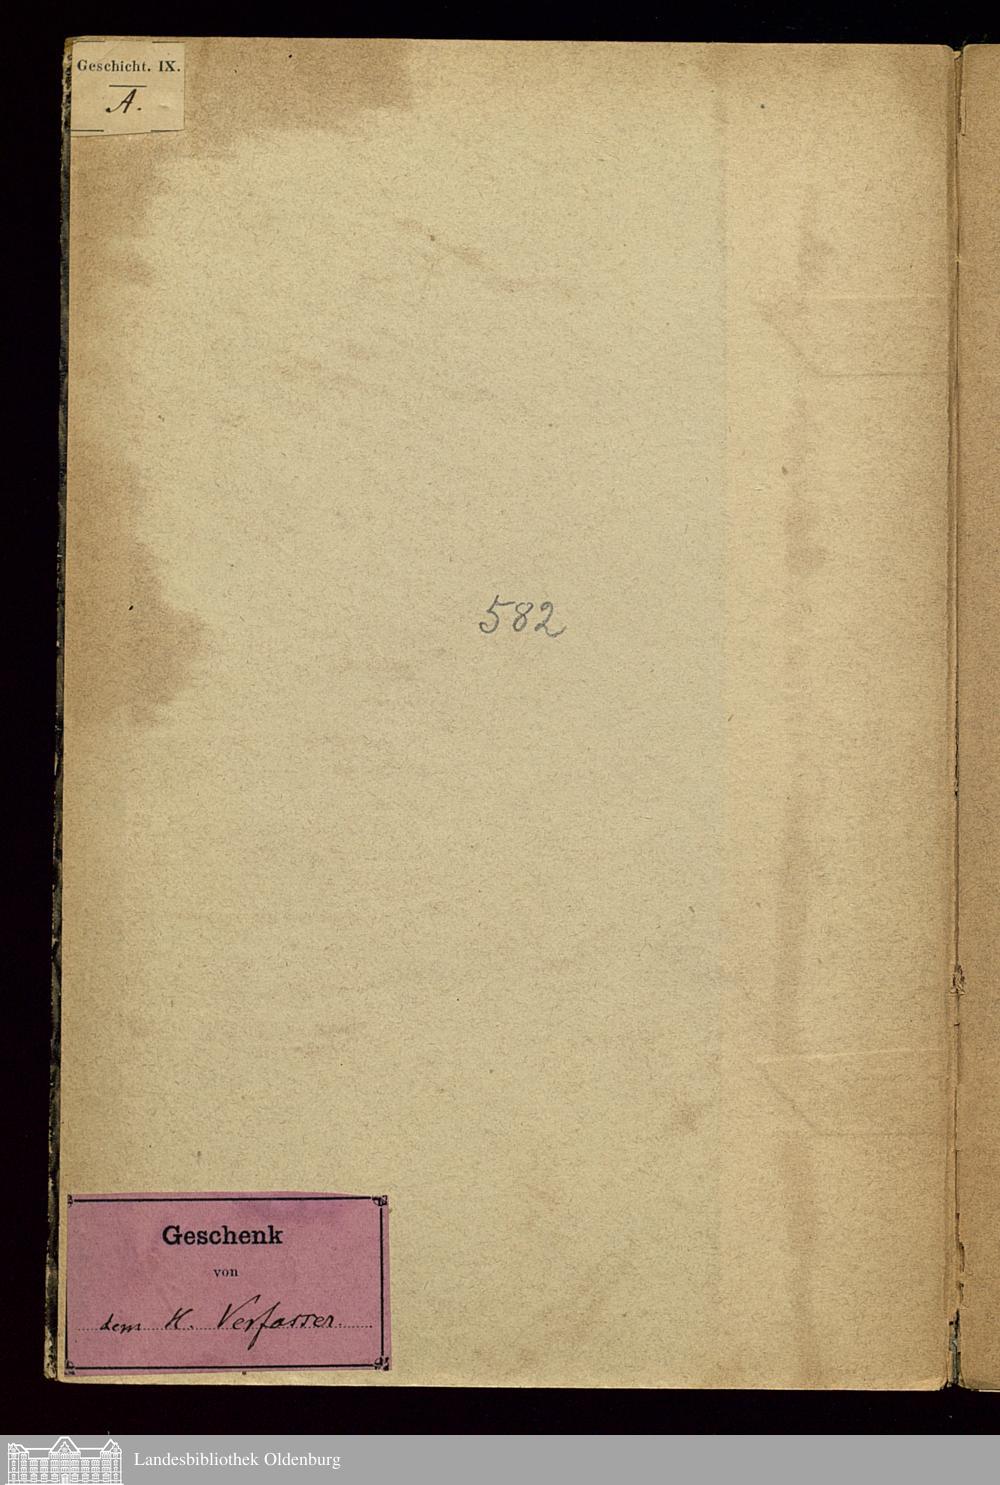 Geschicht. IX.
A.
582
Geschenk
von
dem H. Verfasser.
Landesbibliothek Oldenburg